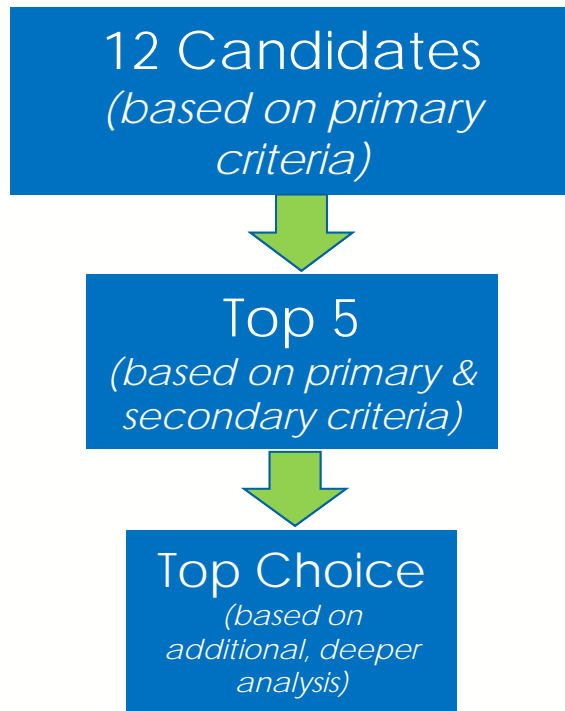 12 Candidates
(based on primary
criteria)
Top 5
(based on primary &
secondary criteria)
Top Choice
(based on
additional, deeper
analysis)